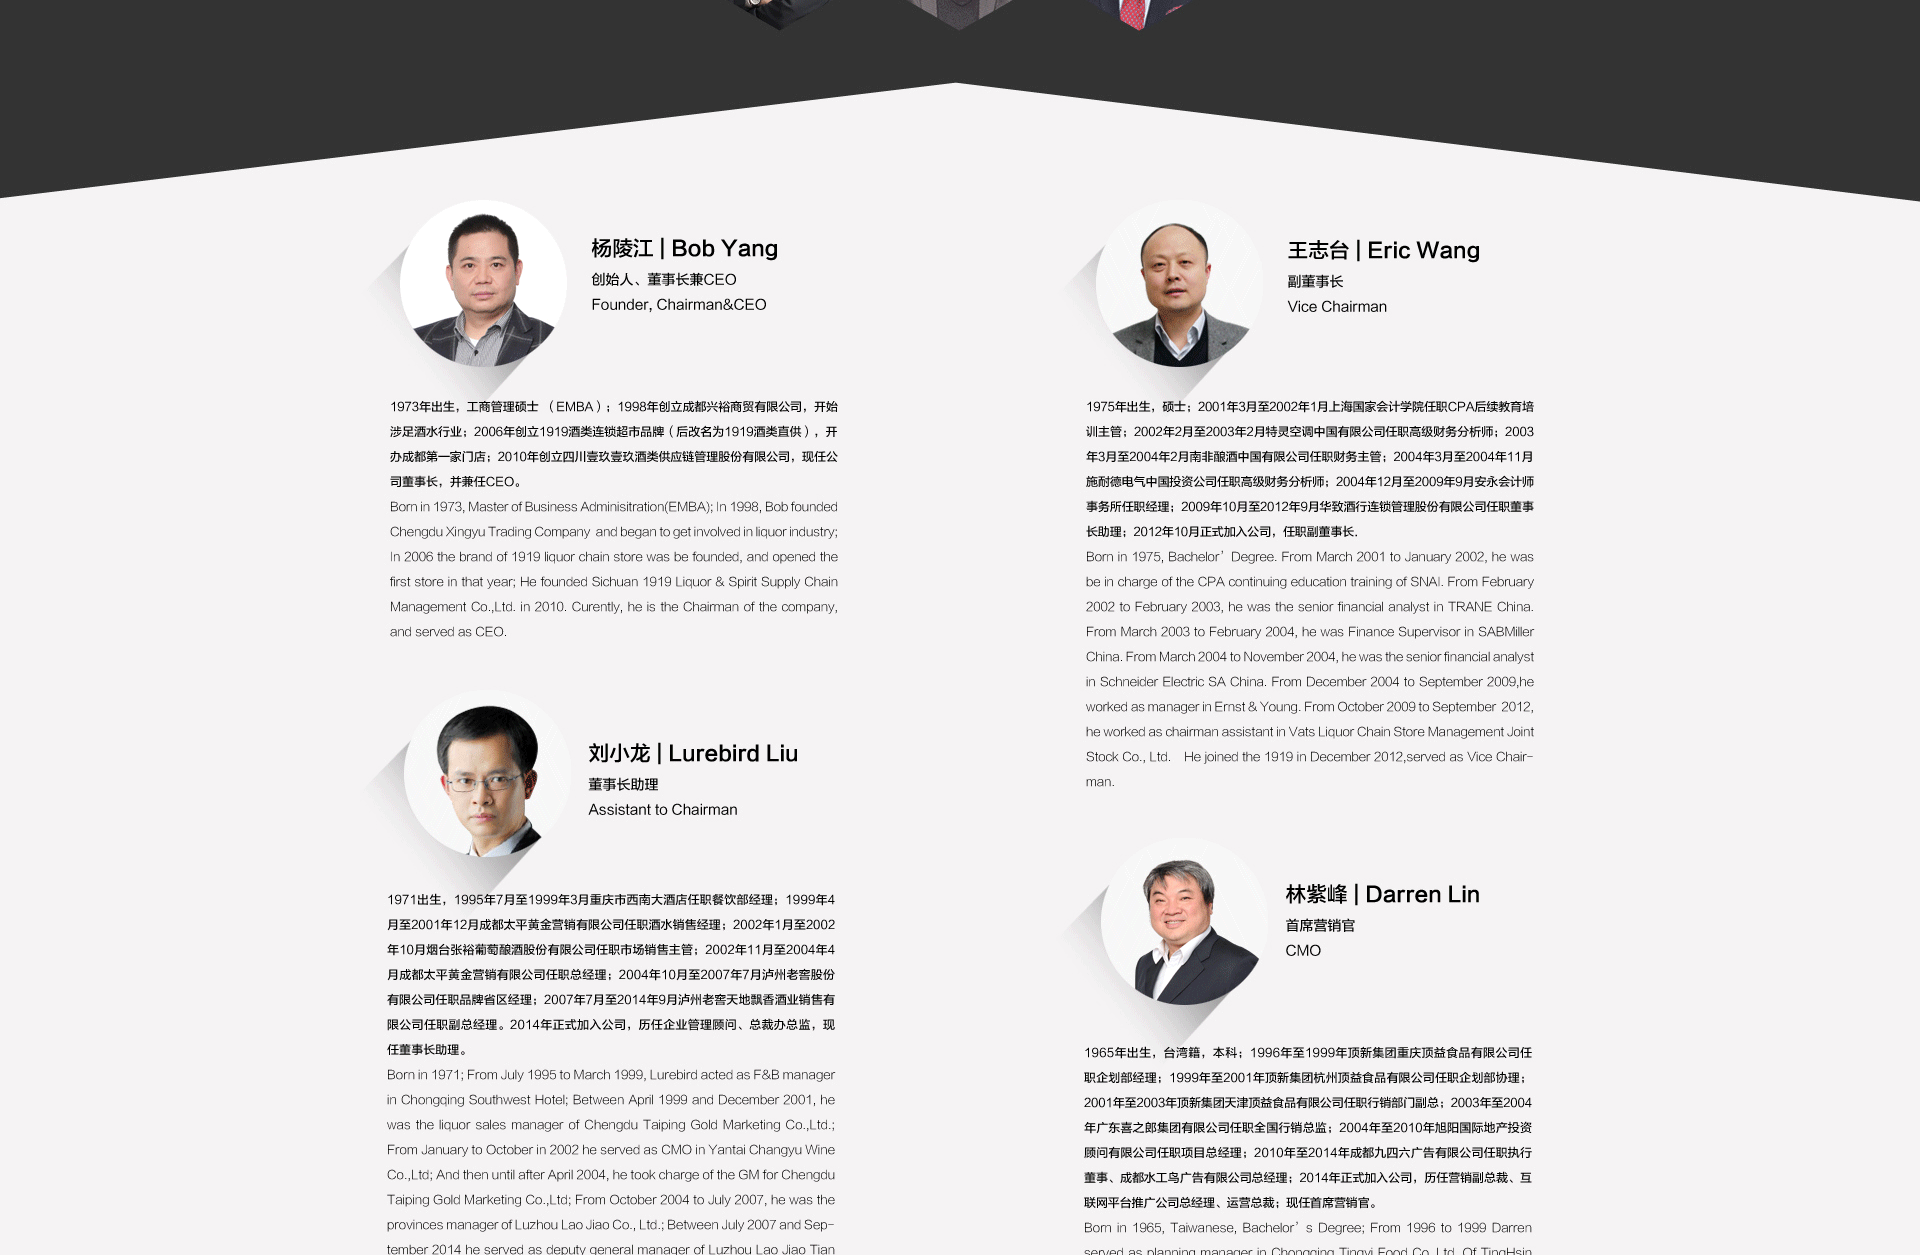 杨陵江 | Bob Yang
创始人、董事长兼CEO
Founder, Chairman&CEO
1973年出生，工商管理硕士 （EMBA）；1998年创立成都兴裕商贸有限公司，开始
涉足酒水行业；2006年创立1919酒类连锁超市品牌（后改名为1919酒类直供），开
办成都第一家门店；2010年创立四川壹玖壹玖酒类供应链管理股份有限公司，现任公
司董事长，并兼任CEO。
Born in 1973, Master of Business Adminisitration(EMBA); In 1998, Bob founded
Chengdu Xingyu Trading Company  and began to get involved in liquor industry;
In 2006 the brand of 1919 liquor chain store was be founded, and opened the
first store in that year; He founded Sichuan 1919 Liquor & Spirit Supply Chain
Management Co.,Ltd. in 2010. Curently, he is the Chairman of the company,
and served as CEO.
刘小龙 | Lurebird Liu
董事长助理
Assistant to Chairman
1971出生，1995年7月至1999年3月重庆市西南大酒店任职餐饮部经理；1999年4
月至2001年12月成都太平黄金营销有限公司任职酒水销售经理；2002年1月至2002
年10月烟台张裕葡萄酿酒股份有限公司任职市场销售主管；2002年11月至2004年4
月成都太平黄金营销有限公司任职总经理；2004年10月至2007年7月泸州老窖股份
有限公司任职品牌省区经理；2007年7月至2014年9月泸州老窖天地飘香酒业销售有
限公司任职副总经理。2014年正式加入公司，历任企业管理顾问、总裁办总监，现
任董事长助理。
Born in 1971; From July 1995 to March 1999, Lurebird acted as F&B manager
in Chongqing Southwest Hotel; Between April 1999 and December 2001, he
was the liquor sales manager of Chengdu Taiping Gold Marketing Co.,Ltd.;
From January to October in 2002 he served as CMO in Yantai Changyu Wine
Co.,Ltd; And then until after April 2004, he took charge of the GM for Chengdu
Taiping Gold Marketing Co.,Ltd; From October 2004 to July 2007, he was the
provinces manager of Luzhou Lao Jiao Co., Ltd.; Between July 2007 and Sep-
tember 2014 he served as deputy general manager of Luzhou Lao Jiao Tian
王志台 | Eric Wang
副董事长
Vice Chairman
1975年出生，硕士；2001年3月至2002年1月上海国家会计学院任职CPA后续教育培
训主管；2002年2月至2003年2月特灵空调中国有限公司任职高级财务分析师；2003
年3月至2004年2月南非酿酒中国有限公司任职财务主管；2004年3月至2004年11月
施耐德电气中国投资公司任职高级财务分析师；2004年12月至2009年9月安永会计师
事务所任职经理；2009年10月至2012年9月华致酒行连锁管理股份有限公司任职董事
长助理；2012年10月正式加入公司，任职副董事长.
Born in 1975, Bachelor’ Degree. From March 2001 to January 2002, he was
be in charge of the CPA continuing education training of SNAI. From February
2002 to February 2003, he was the senior financial analyst in TRANE China.
From March 2003 to February 2004, he was Finance Supervisor in SABMiller
China. From March 2004 to November 2004, he was the senior financial analyst
in Schneider Electric SA China. From December 2004 to September 2009,he
worked as manager in Ernst & Young. From October 2009 to September  2012,
he worked as chairman assistant in Vats Liquor Chain Store Management Joint
Stock Co., Ltd.    He joined the 1919 in December 2012,served as Vice Chair-
man.
林紫峰 | Darren Lin
首席营销官
CMO
1965年出生，台湾籍，本科；1996年至1999年顶新集团重庆顶益食品有限公司任
职企划部经理；1999年至2001年顶新集团杭州顶益食品有限公司任职企划部协理；
2001年至2003年顶新集团天津顶益食品有限公司任职行销部门副总；2003年至2004
年广东喜之郎集团有限公司任职全国行销总监；2004年至2010年旭阳国际地产投资
顾问有限公司任职项目总经理；2010年至2014年成都九四六广告有限公司任职执行
董事、成都水工鸟广告有限公司总经理；2014年正式加入公司，历任营销副总裁、互
联网平台推广公司总经理、运营总裁；现任首席营销官。
Born in 1965, Taiwanese, Bachelor’ s Degree; From 1996 to 1999 Darren
served as planning manager in Chongqing Tingyi Food Co.,Ltd. Of TingHsin